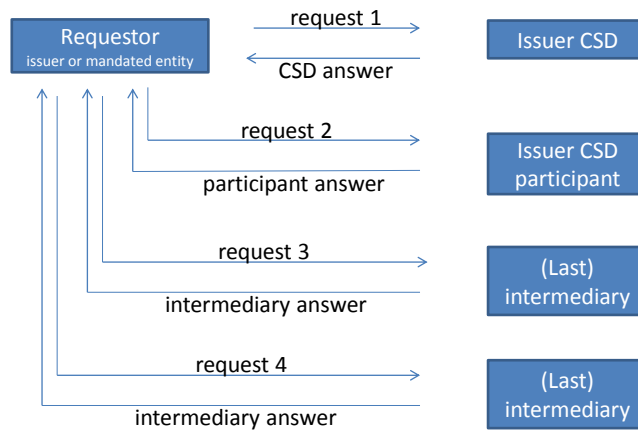 request 1
Requestor
issuer or mandated entity
Issuer CSD
CSD answer
request 2
Issuer CSD
participant
participant answer
request 3
(Last)
intermediary
intermediary answer
request 4
(Last)
intermediary
intermediary answer